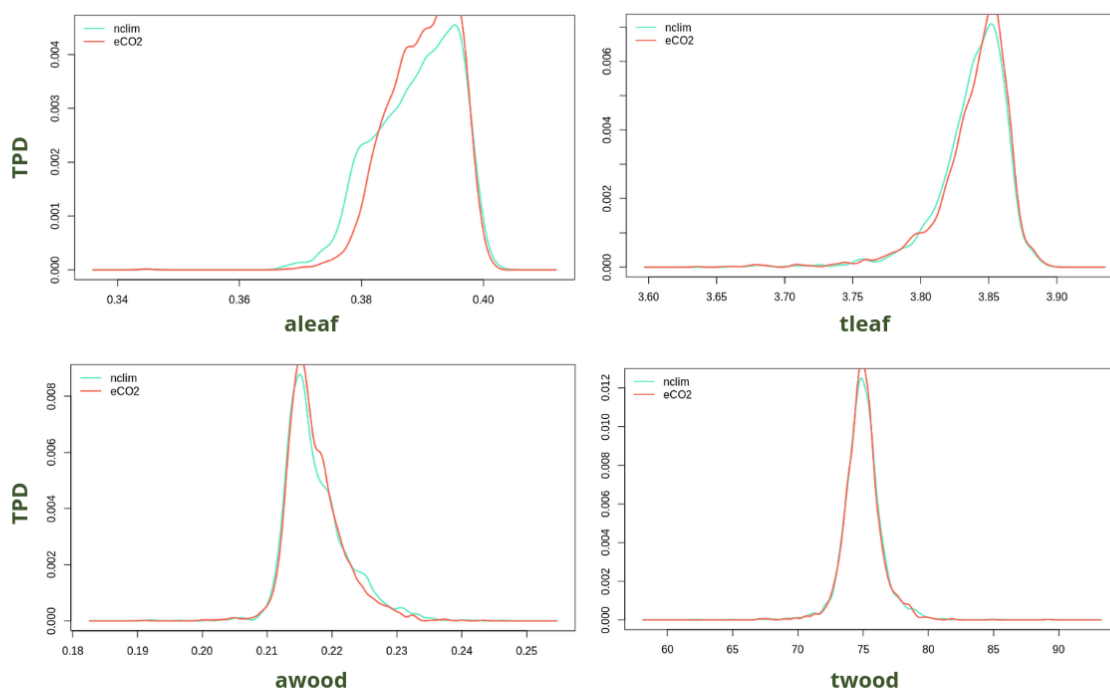 nclim
eCO2
TPD
0.000 0.001 0.002 0.003 0.004
0.34 0.36 0.38 0.40
aleaf
nclim
eCO2
0.000 0.002 0.004 0.006
3.60 3.65 3.70 3.75 3.80 3.85 3.90
tleaf
nclim
eCO2
TPD
0.000 0.002 0.004 0.006 0.008
0.18 0.19 0.20 0.21 0.22 0.23 0.24 0.25
awood
nclim
eCO2
0.000 0.002 0.004 0.006 0.008 0.010 0.012
60 65 70 75 80 85 90
twood